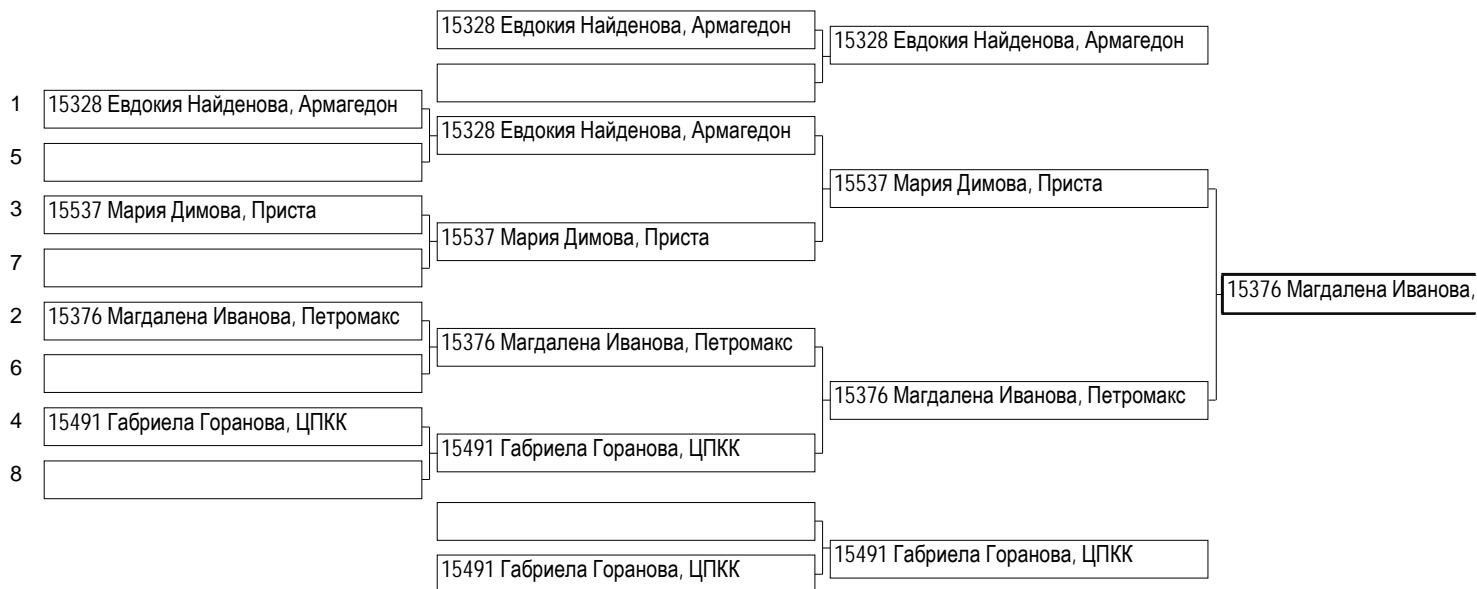 15328 Евдокия Найденова, Армагедон
15328 Евдокия Найденова, Армагедон
1 15328 Евдокия Найденова, Армагедон
15328 Евдокия Найденова, Армагедон
5
15537 Мария Димова, Приста
3 15537 Мария Димова, Приста
15537 Мария Димова, Приста
7
15376 Магдалена Иванова,
2 15376 Магдалена Иванова, Петромакс
15376 Магдалена Иванова, Петромакс
6
15376 Магдалена Иванова, Петромакс
4 15491 Габриела Горанова, ЦПКК
15491 Габриела Горанова, ЦПКК
8
15491 Габриела Горанова, ЦПКК
15491 Габриела Горанова, ЦПКК